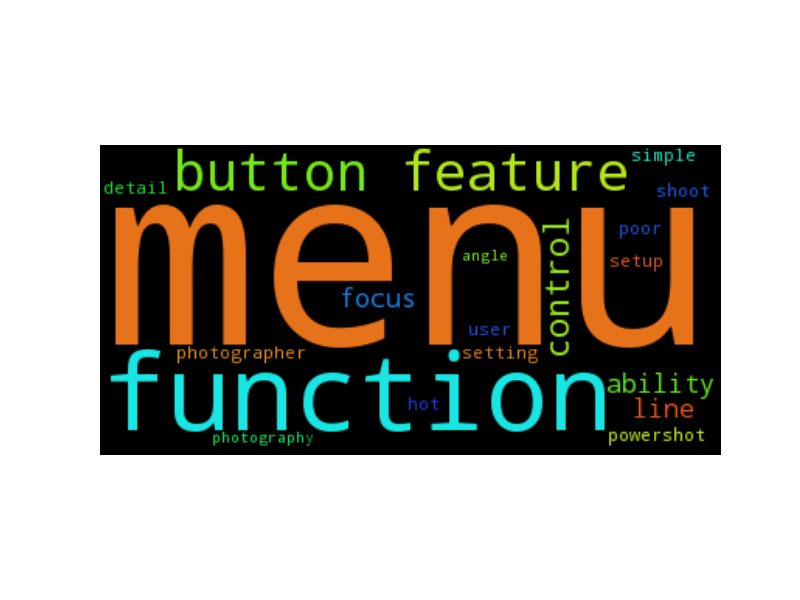 button feature simple
detail shoot
menu
poor
angle control setup
focus
user
photographer setting
function ability
hot line
photography powershot